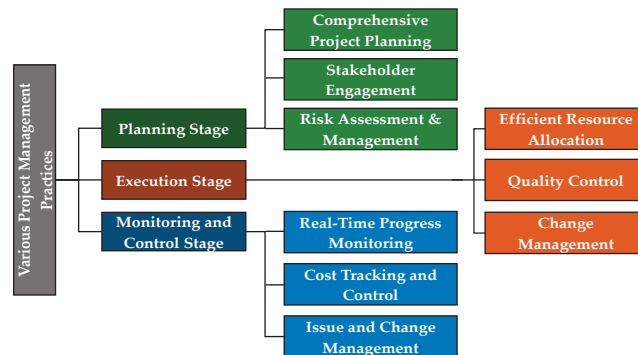 Various Project Management
Practices
Planning Stage
Comprehensive
Project Planning
Stakeholder
Engagement
Risk Assessment &
Management
Execution Stage
Efficient Resource
Allocation
Quality Control
Change
Management
Monitoring and
Control Stage
Real-Time Progress
Monitoring
Cost Tracking and
Control
Issue and Change
Management